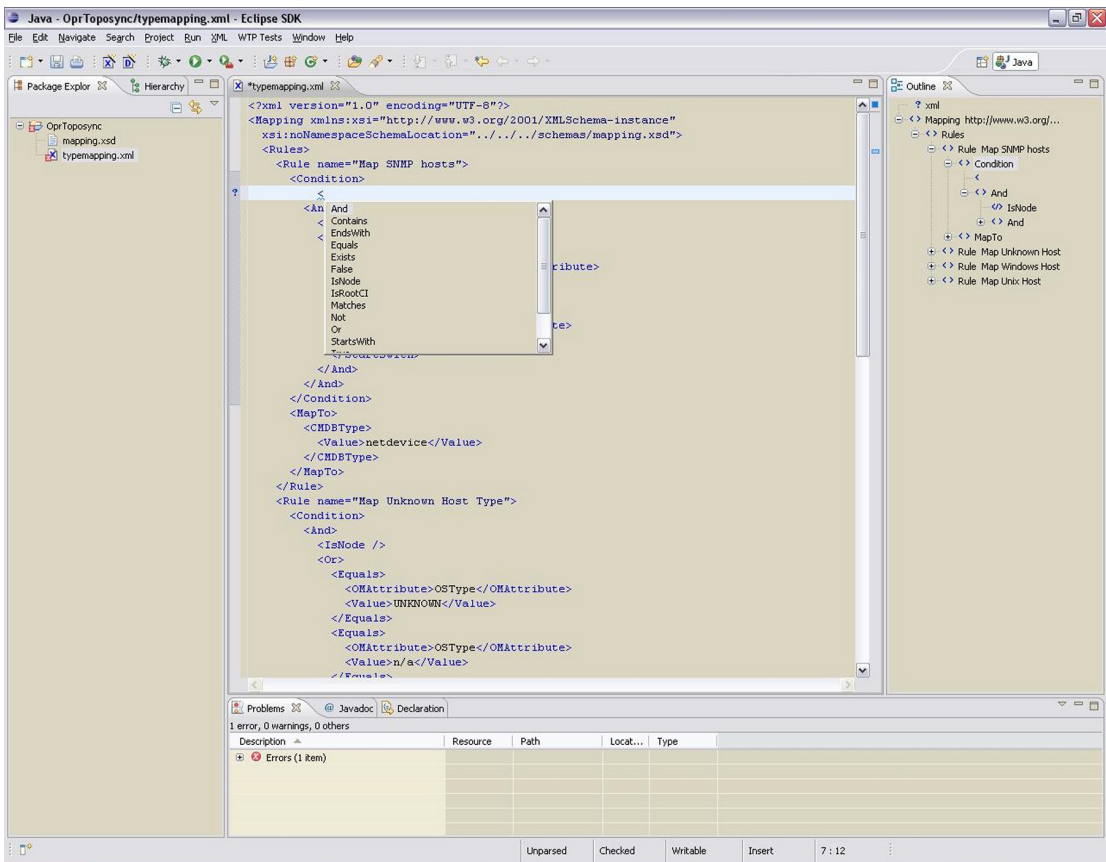 Java - OprToposync/typemapping.xml - Eclipse SDK
File Edit Navigate Search Project Run XML WTP Tests Window Help
Java
Package Explor
Hierarchy
OprToposync
mapping.xsd
typemapping.xml
*typemapping.xml
<?xml version="1.0" encoding="UTF-8"?>
<Mapping xmlns:xsi="http://www.w3.org/2001/XMLSchema-instance"
xsi:noNamespaceSchemaLocation="../../../schemas/mapping.xsd">
<Rules>
<Rule name="Map SNMP hosts">
<Condition>
<
<An
<
<
And
Contains
EndsWith
Equals
Exists
False
IsNode
IsRootCI
Matches
Not
Or
StartsWith
ribute>
te>
</StartsWith>
</And>
</And>
</Condition>
<MapTo>
<CMDBType>
<Value>netdevice</Value>
</CMDBType>
</MapTo>
</Rule>
<Rule name="Map Unknown Host Type">
<Condition>
<And>
<IsNode />
<Or>
<Equals>
<OMAttribute>OSType</OMAttribute>
<Value>UNKNOWN</Value>
</Equals>
<Equals>
<OMAttribute>OSType</OMAttribute>
<Value>n/a</Value>
</Equals>
Outline
? xml
Mapping http://www.w3.org/...
Rules
Rule Map SNMP hosts
Condition
<
And
IsNode
And
MapTo
Rule Map Unknown Host
Rule Map Windows Host
Rule Map Unix Host
Problems
@ Javadoc
Declaration
1 error, 0 warnings, 0 others
Description Resource Path Locat... Type
Errors (1 item)
Unparsed Checked Writable Insert 7 : 12